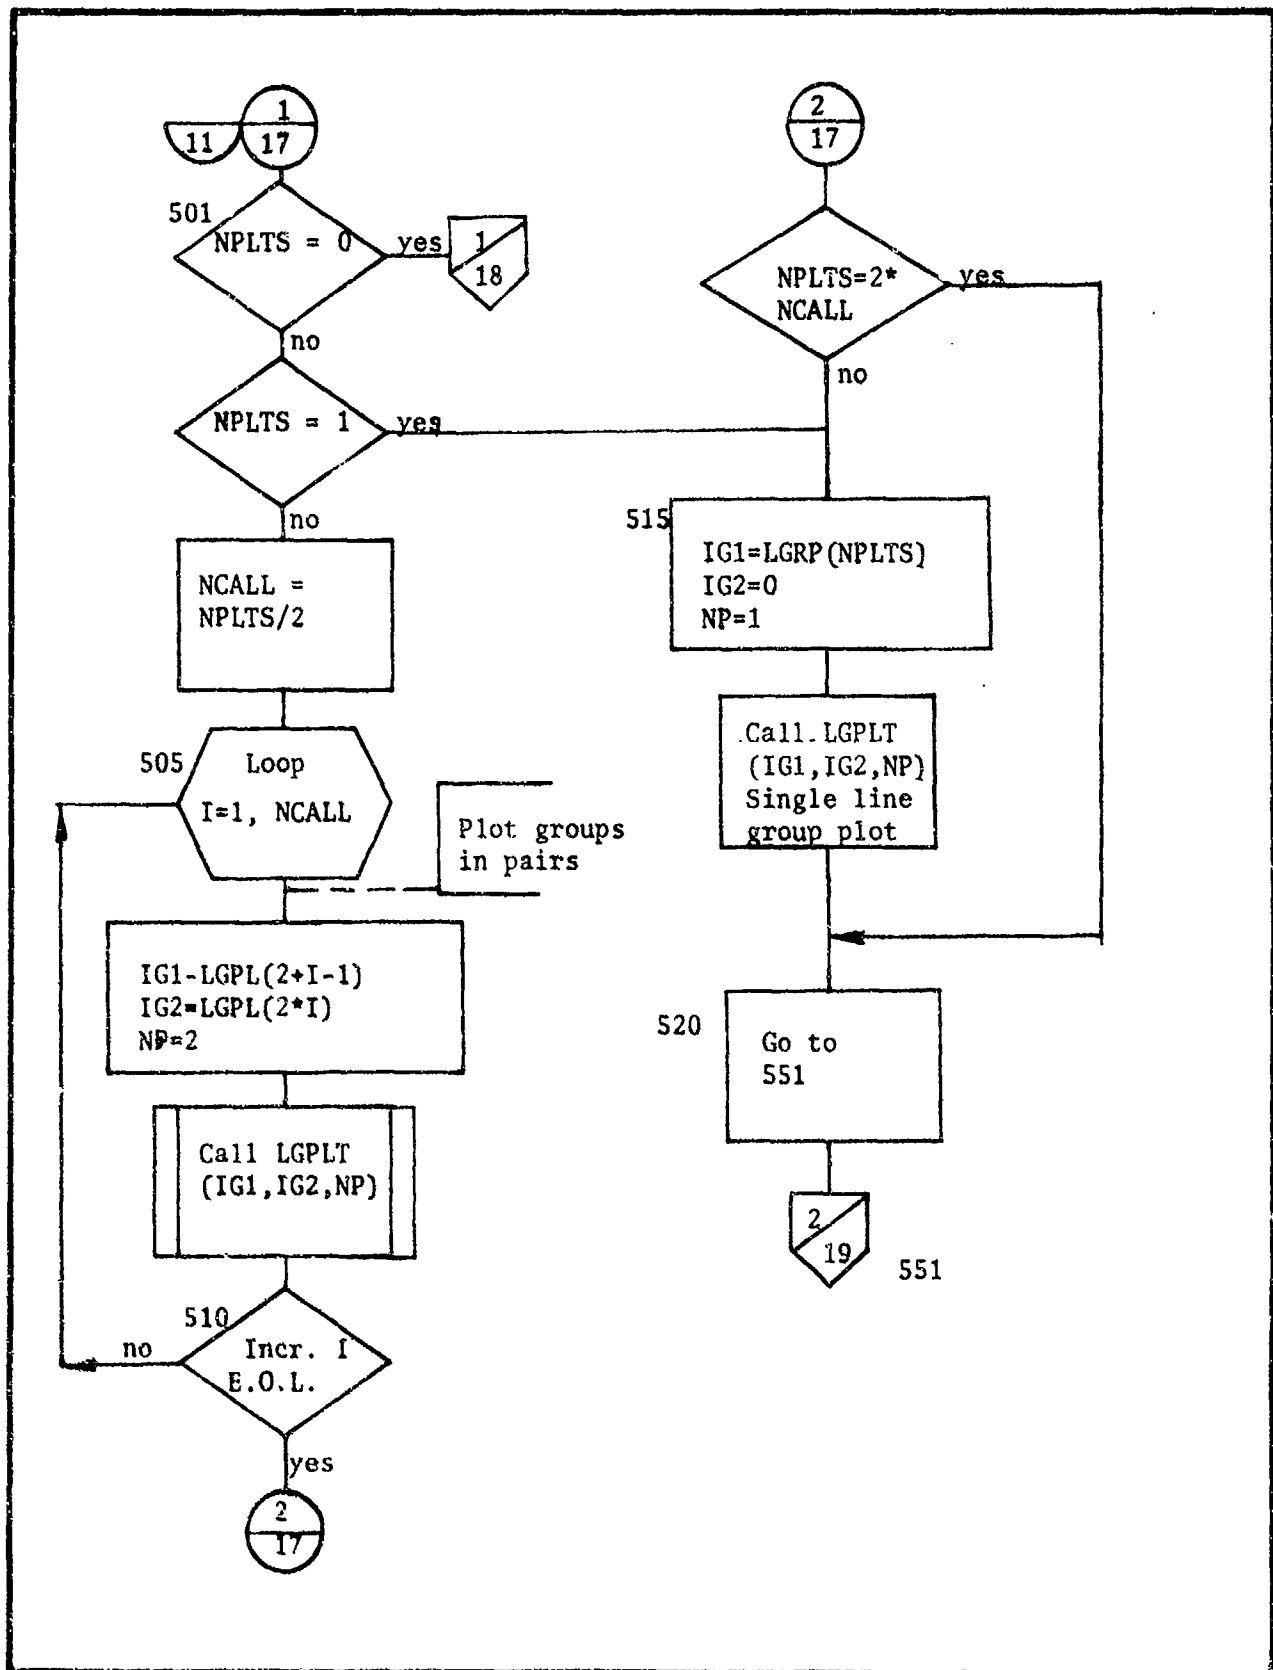 1
11 17
501
NPLTS = 0
yes
1
18
no
NPLTS = 1
yes
no
NCALL =
NPLTS/2
505
Loop
I=1, NCALL
Plot groups
in pairs
IG1-LGPL(2+I-1)
IG2=LGPL(2*I)
NP=2
Call LGPLT
(IG1,IG2,NP)
510
Incr. I
E.O.L.
no
yes
2
17
2
17
NPLTS=2*
NCALL
yes
no
515
IG1=LGRP(NPLTS)
IG2=0
NP=1
Call LGPLT
(IG1,IG2,NP)
Single line
group plot
520
Go to
551
2
19
551